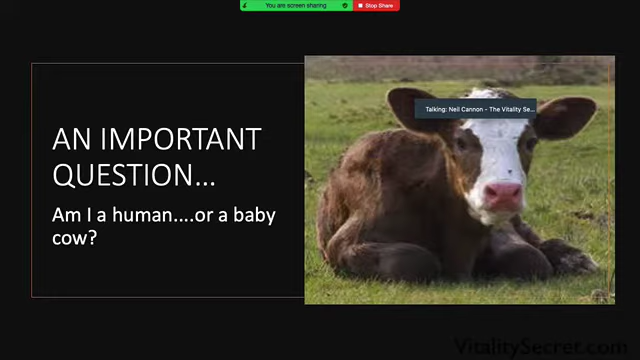 You are screen sharing
Stop Share
Talking: Neil Cannon - The Vitality Se...
AN IMPORTANT
QUESTION...
Am I a human....or a baby
cow?
VitalitySecret.com